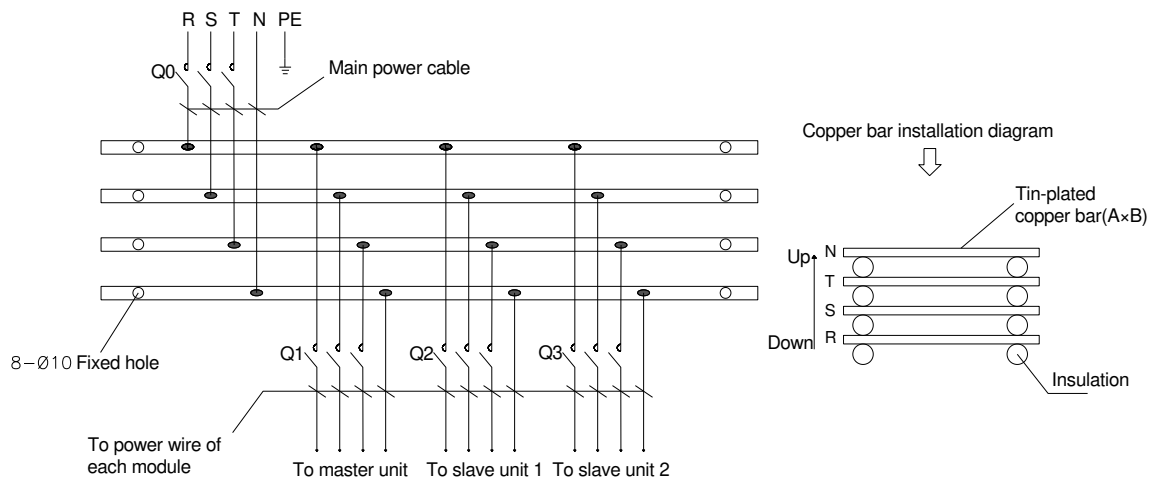 R S T N PE
Q0
Main power cable
Copper bar installation diagram
Tin-plated
copper bar(A×B)
Up
N
T
S
Down
R
Q1
Q2
Q3
8-Ø10 Fixed hole
Insulation
To power wire of
each module
To master unit
To slave unit 1
To slave unit 2